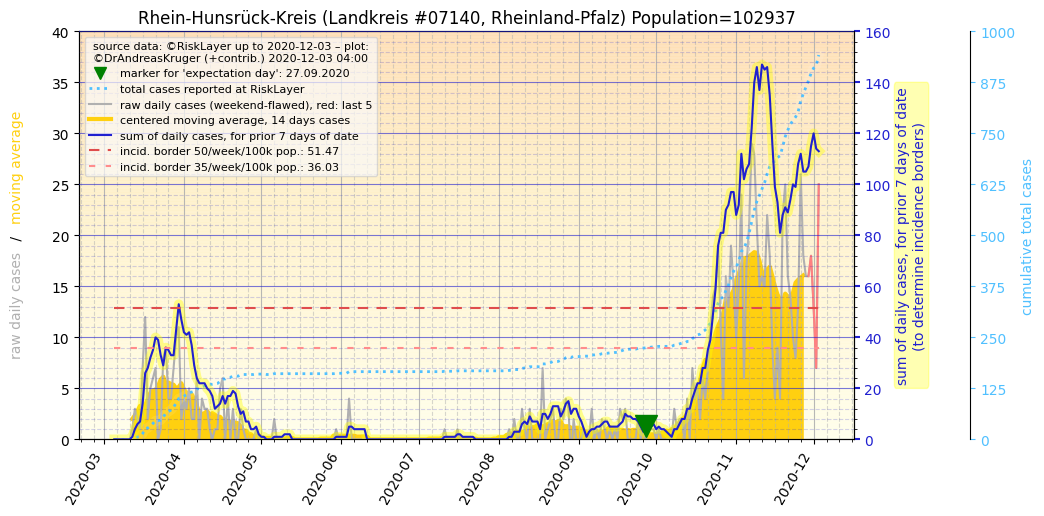 Rhein-Hunsrück-Kreis (Landkreis #07140, Rheinland-Pfalz) Population=102937
source data: ©RiskLayer up to 2020-12-03 – plot:
©DrAndreasKruger (+contrib.) 2020-12-03 04:00
marker for 'expectation day': 27.09.2020
total cases reported at RiskLayer
raw daily cases (weekend-flawed), red: last 5
centered moving average, 14 days cases
sum of daily cases, for prior 7 days of date
incid. border 50/week/100k pop.: 51.47
incid. border 35/week/100k pop.: 36.03
raw daily cases / moving average
40
35
30
25
20
15
10
5
0
160
140
120
100
80
60
40
20
0
sum of daily cases, for prior 7 days of date
(to determine incidence borders)
1000
875
750
625
500
375
250
125
0
cumulative total cases
2020-03
2020-04
2020-05
2020-06
2020-07
2020-08
2020-09
2020-10
2020-11
2020-12